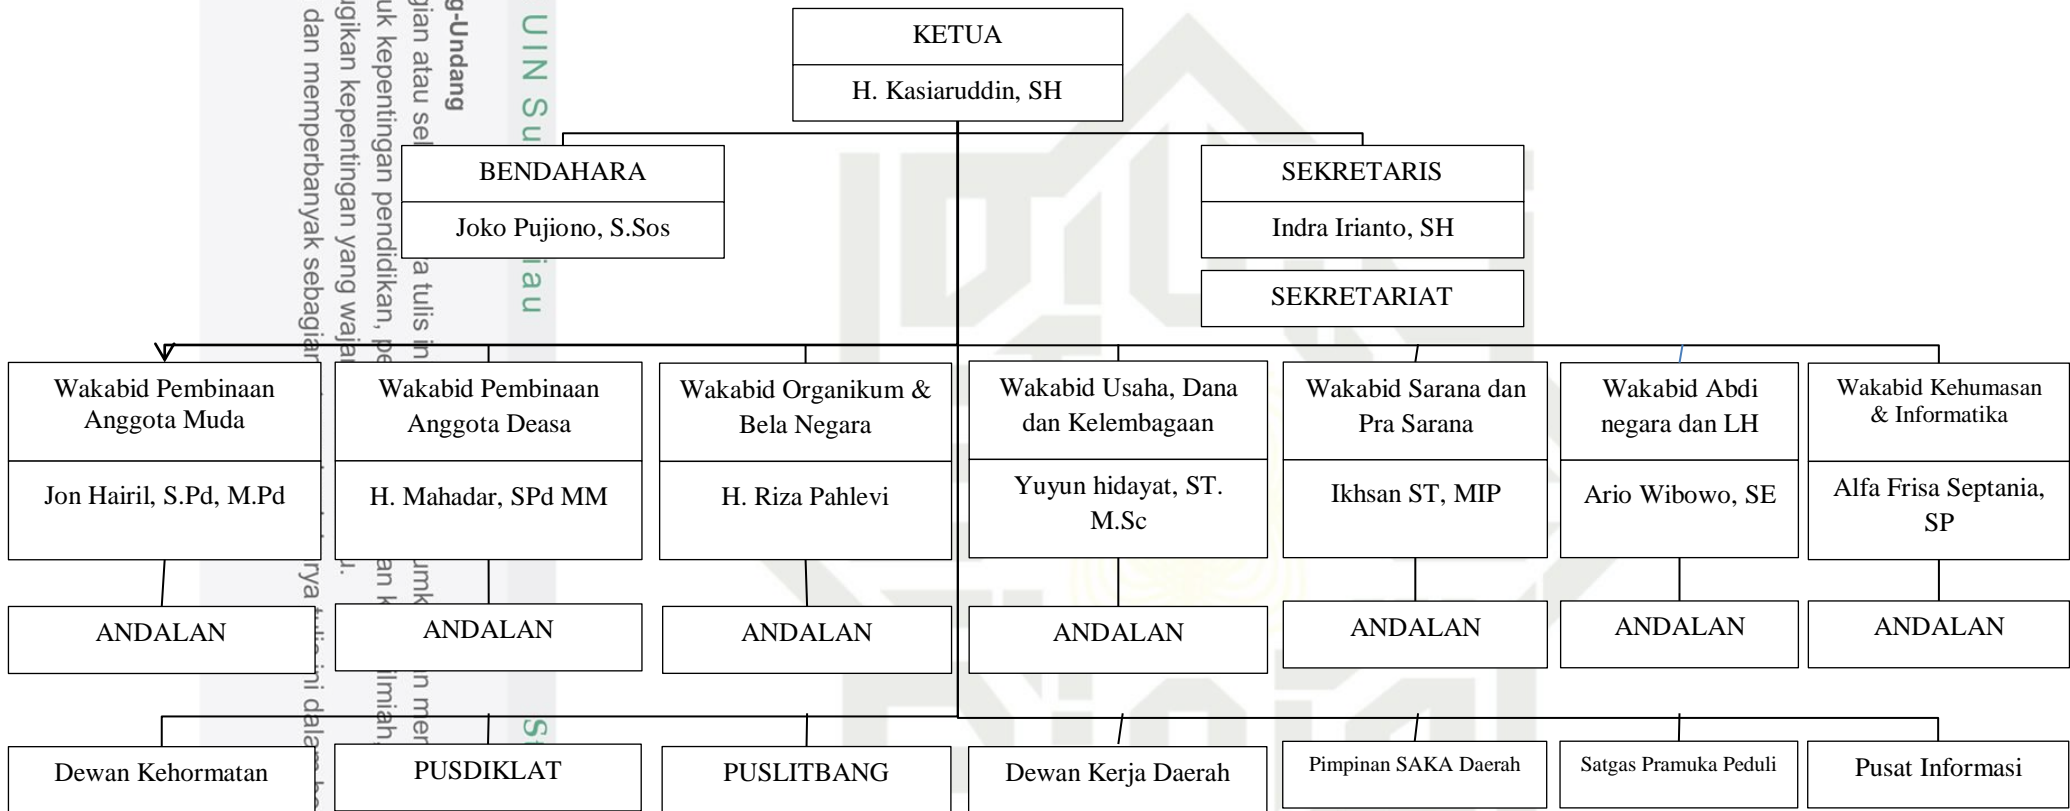 KETUA
H. Kasiaruddin, SH
BENDAHARA
Joko Pujiono, S.Sos
SEKRETARIS
Indra Irianto, SH
SEKRETARIAT
Wakabid Pembinaan
Anggota Muda
Jon Hairil, S.Pd, M.Pd
Wakabid Pembinaan
Anggota Deasa
H. Mahadar, SPd MM
Wakabid Organikum &
Bela Negara
H. Riza Pahlevi
Wakabid Usaha, Dana
dan Kelembagaan
Yuyun hidayat, ST.
M.Sc
Wakabid Sarana dan
Pra Sarana
Ikhsan ST, MIP
Wakabid Abdi
negara dan LH
Ario Wibowo, SE
Wakabid Kehumasan
& Informatika
Alfa Frisa Septania,
SP
ANDALAN
ANDALAN
ANDALAN
ANDALAN
ANDALAN
ANDALAN
ANDALAN
Dewan Kehormatan
PUSDIKLAT
PUSLITBANG
Dewan Kerja Daerah
Pimpinan SAKA Daerah
Satgas Pramuka Peduli
Pusat Informasi
UIN Su
iau
g-Undang
gian atau
tulis
uk kepentingan pendidikan,
ilmiah,
ugikan kepentingan yang
dan memperbanyak
tulis ini dalam